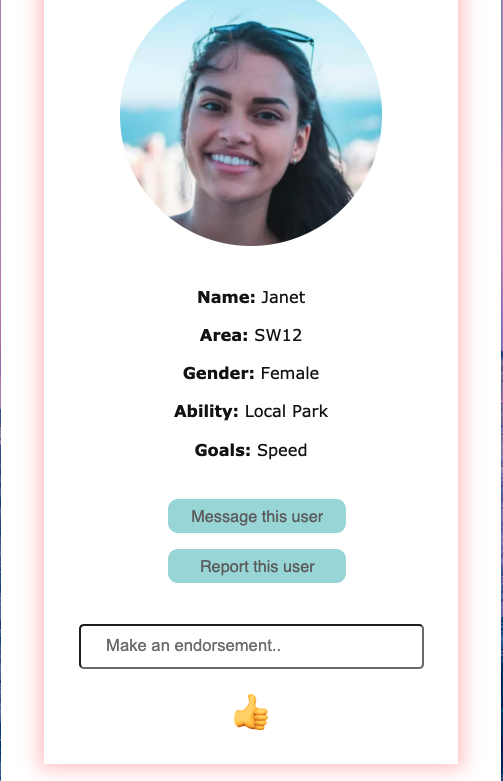 Name: Janet
Area: SW12
Gender: Female
Ability: Local Park
Goals: Speed
Message this user
Report this user
Make an endorsement..